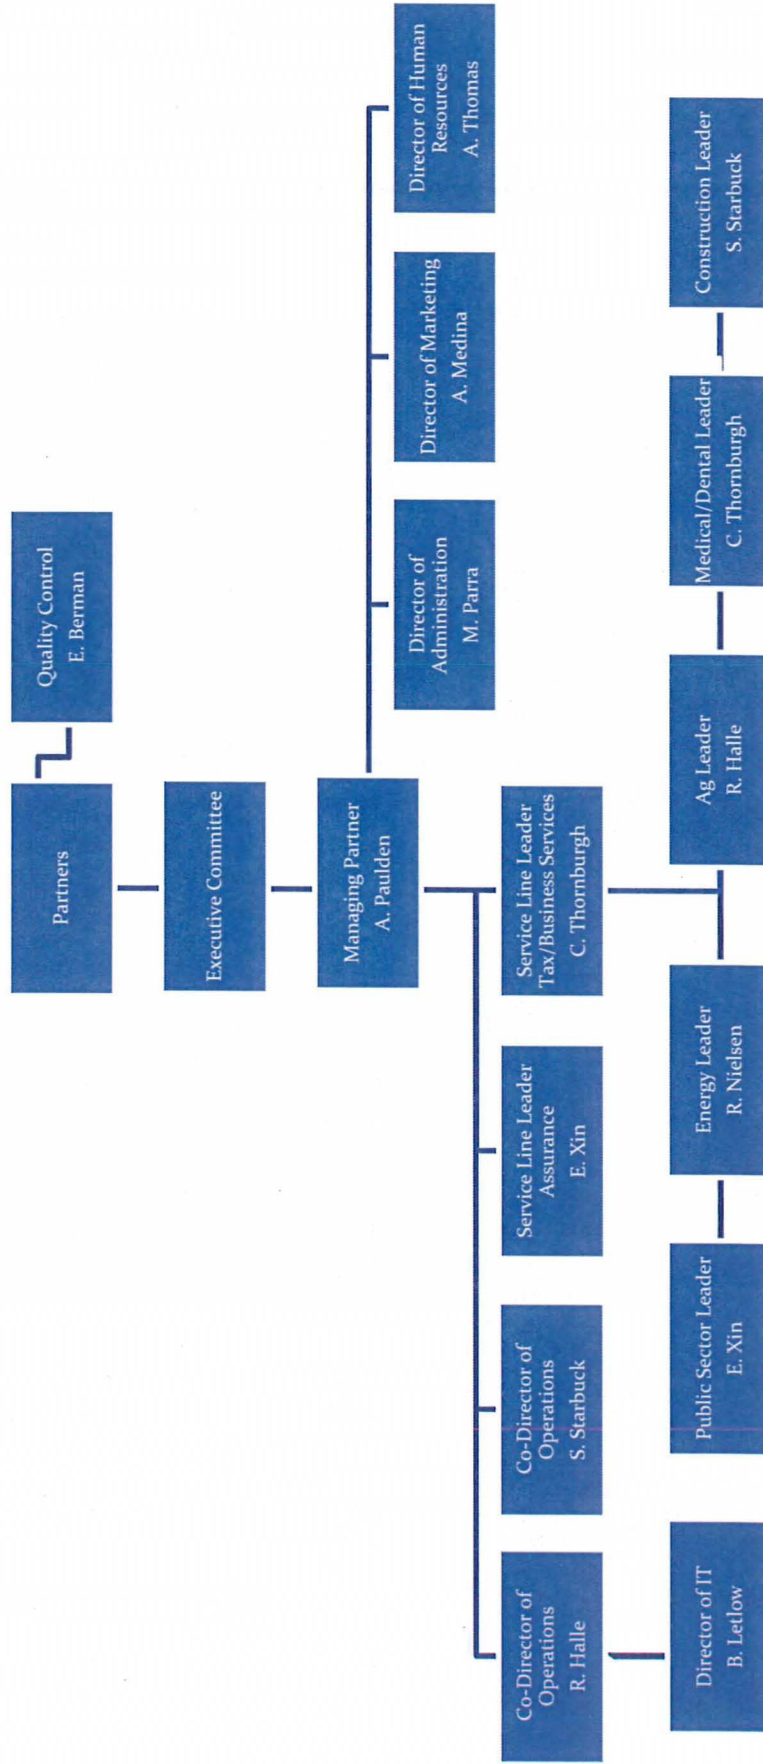 Partners
Quality Control
E. Berman
Executive Committee
Managing Partner
A. Paulden
Director of
Administration
M. Parra
Director of Marketing
A. Medina
Director of Human
Resources
A. Thomas
Co-Director of
Operations
R. Halle
Co-Director of
Operations
S. Starbuck
Service Line Leader
Assurance
E. Xin
Service Line Leader
Tax/Business Services
C. Thornburgh
Director of IT
B. Letlow
Public Sector Leader
E. Xin
Energy Leader
R. Nielsen
Ag Leader
R. Halle
Medical/Dental Leader
C. Thornburgh
Construction Leader
S. Starbuck